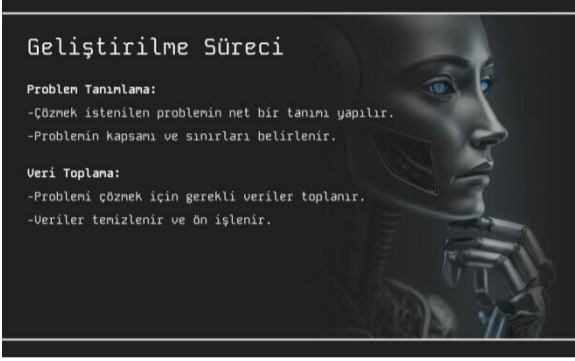 Geliştirilme Süreci
Problem Tanımlama:
-Çözmek istenilen problemin net bir tanımı yapılır.
-Problemin kapsamı ve sınırları belirlenir.
Veri Toplama:
-Problemi çözmek için gerekli veriler toplanır.
-Veriler temizlenir ve ön işlenir.